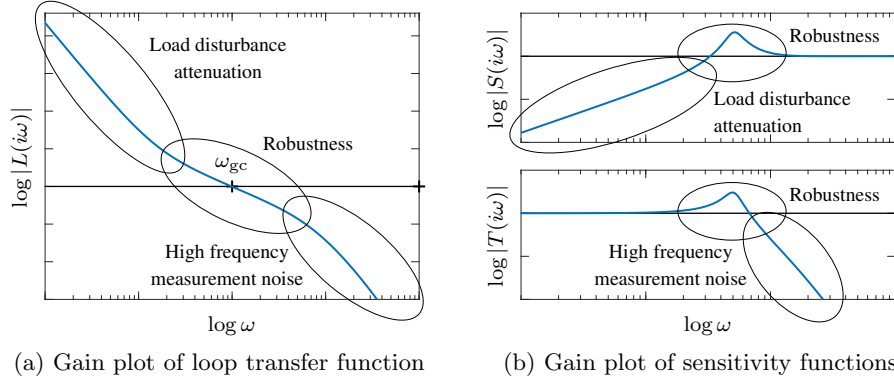 log |L(iω)|
Load disturbance
attenuation
Robustness
ω_gc
High frequency
measurement noise
log ω
(a) Gain plot of loop transfer function
log |S(iω)|
Robustness
Load disturbance
attenuation
log |T(iω)|
Robustness
High frequency
measurement noise
log ω
(b) Gain plot of sensitivity functions